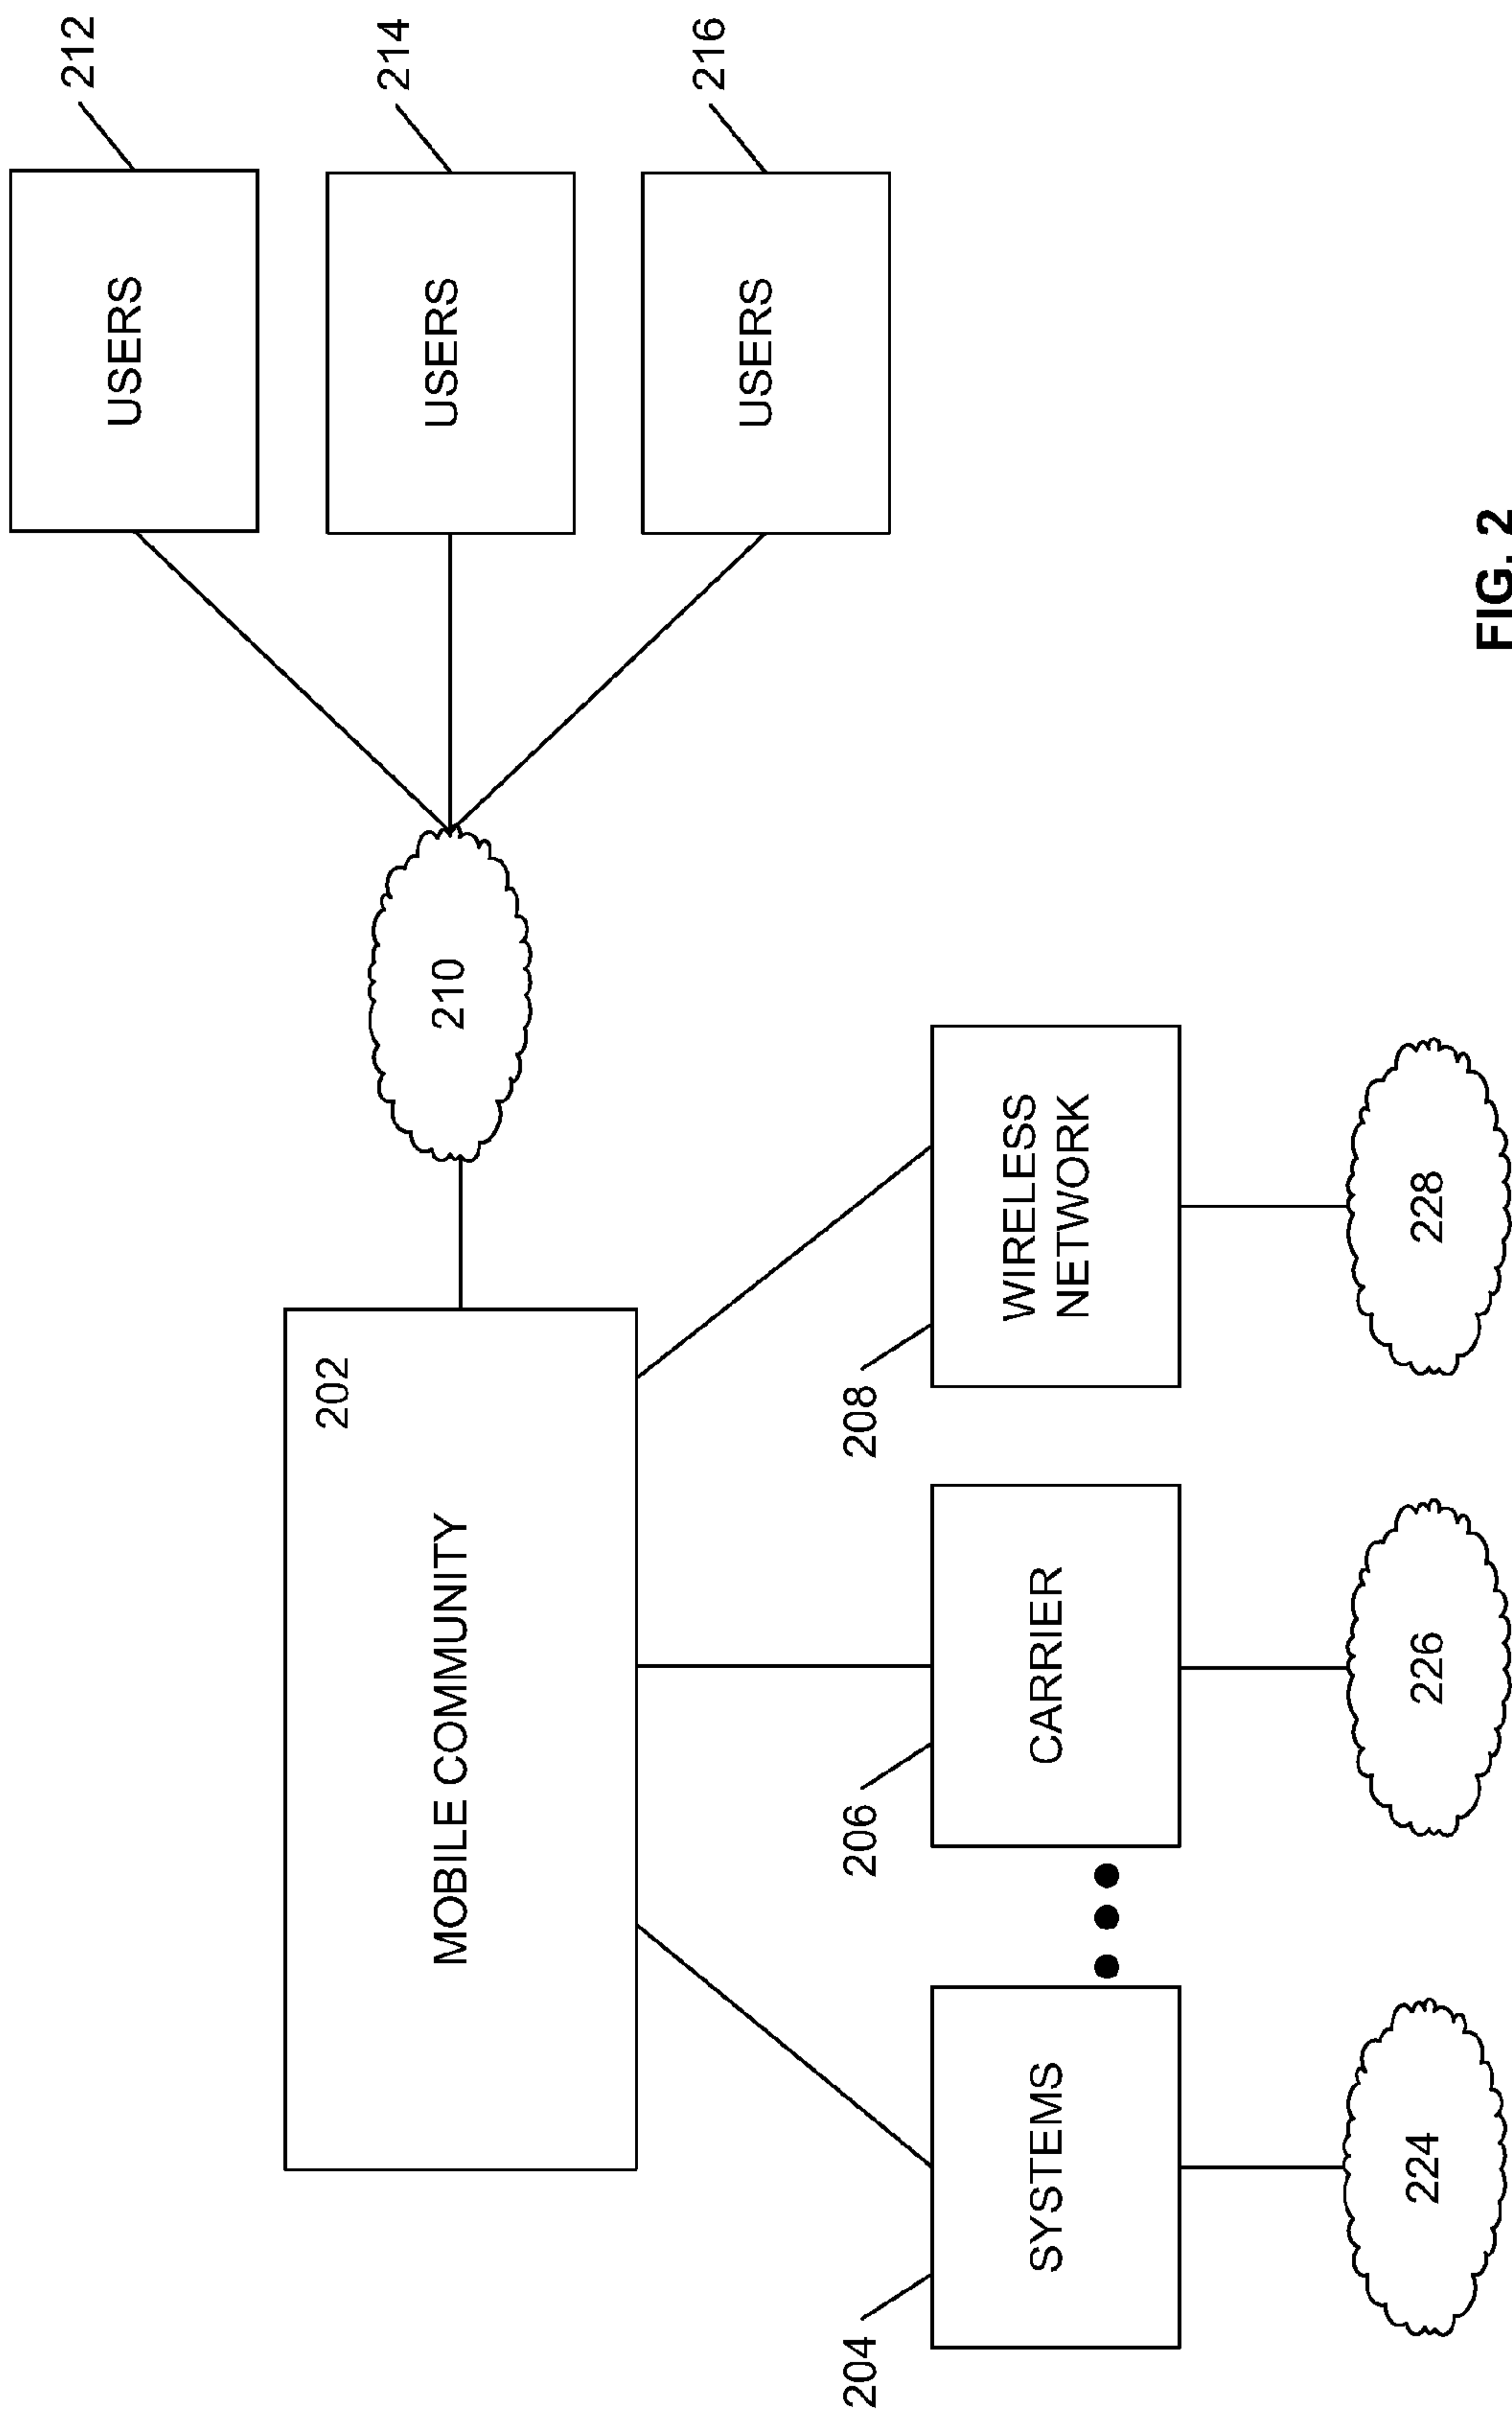 202
MOBILE COMMUNITY
210
USERS
212
USERS
214
USERS
216
204
SYSTEMS
206
CARRIER
208
WIRELESS
NETWORK
224
226
228
FIG. 2